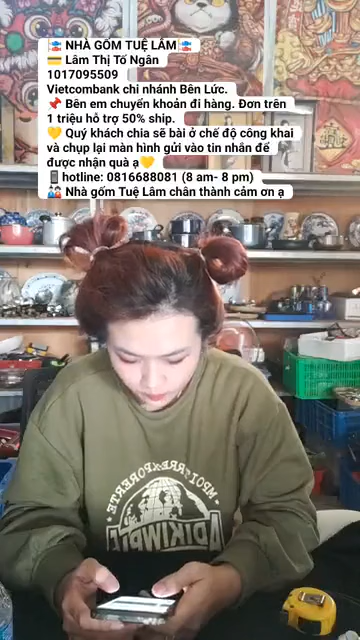 🎏 NHÀ GỐM TUỆ LÂM🎏
💳 Lâm Thị Tố Ngân
1017095509
Vietcombank chi nhánh Bên Lức.
📌 Bên em chuyển khoản đi hàng. Đơn trên
1 triệu hỗ trợ 50% ship.
💛 Quý khách chia sẽ bài ở chế độ công khai
và chụp lại màn hình gửi vào tin nhắn để
được nhận quà ạ💛
📱hotline: 0816688081 (8 am- 8 pm)
🎎 Nhà gốm Tuệ Lâm chân thành cảm ơn ạ
ADIKIWPLE